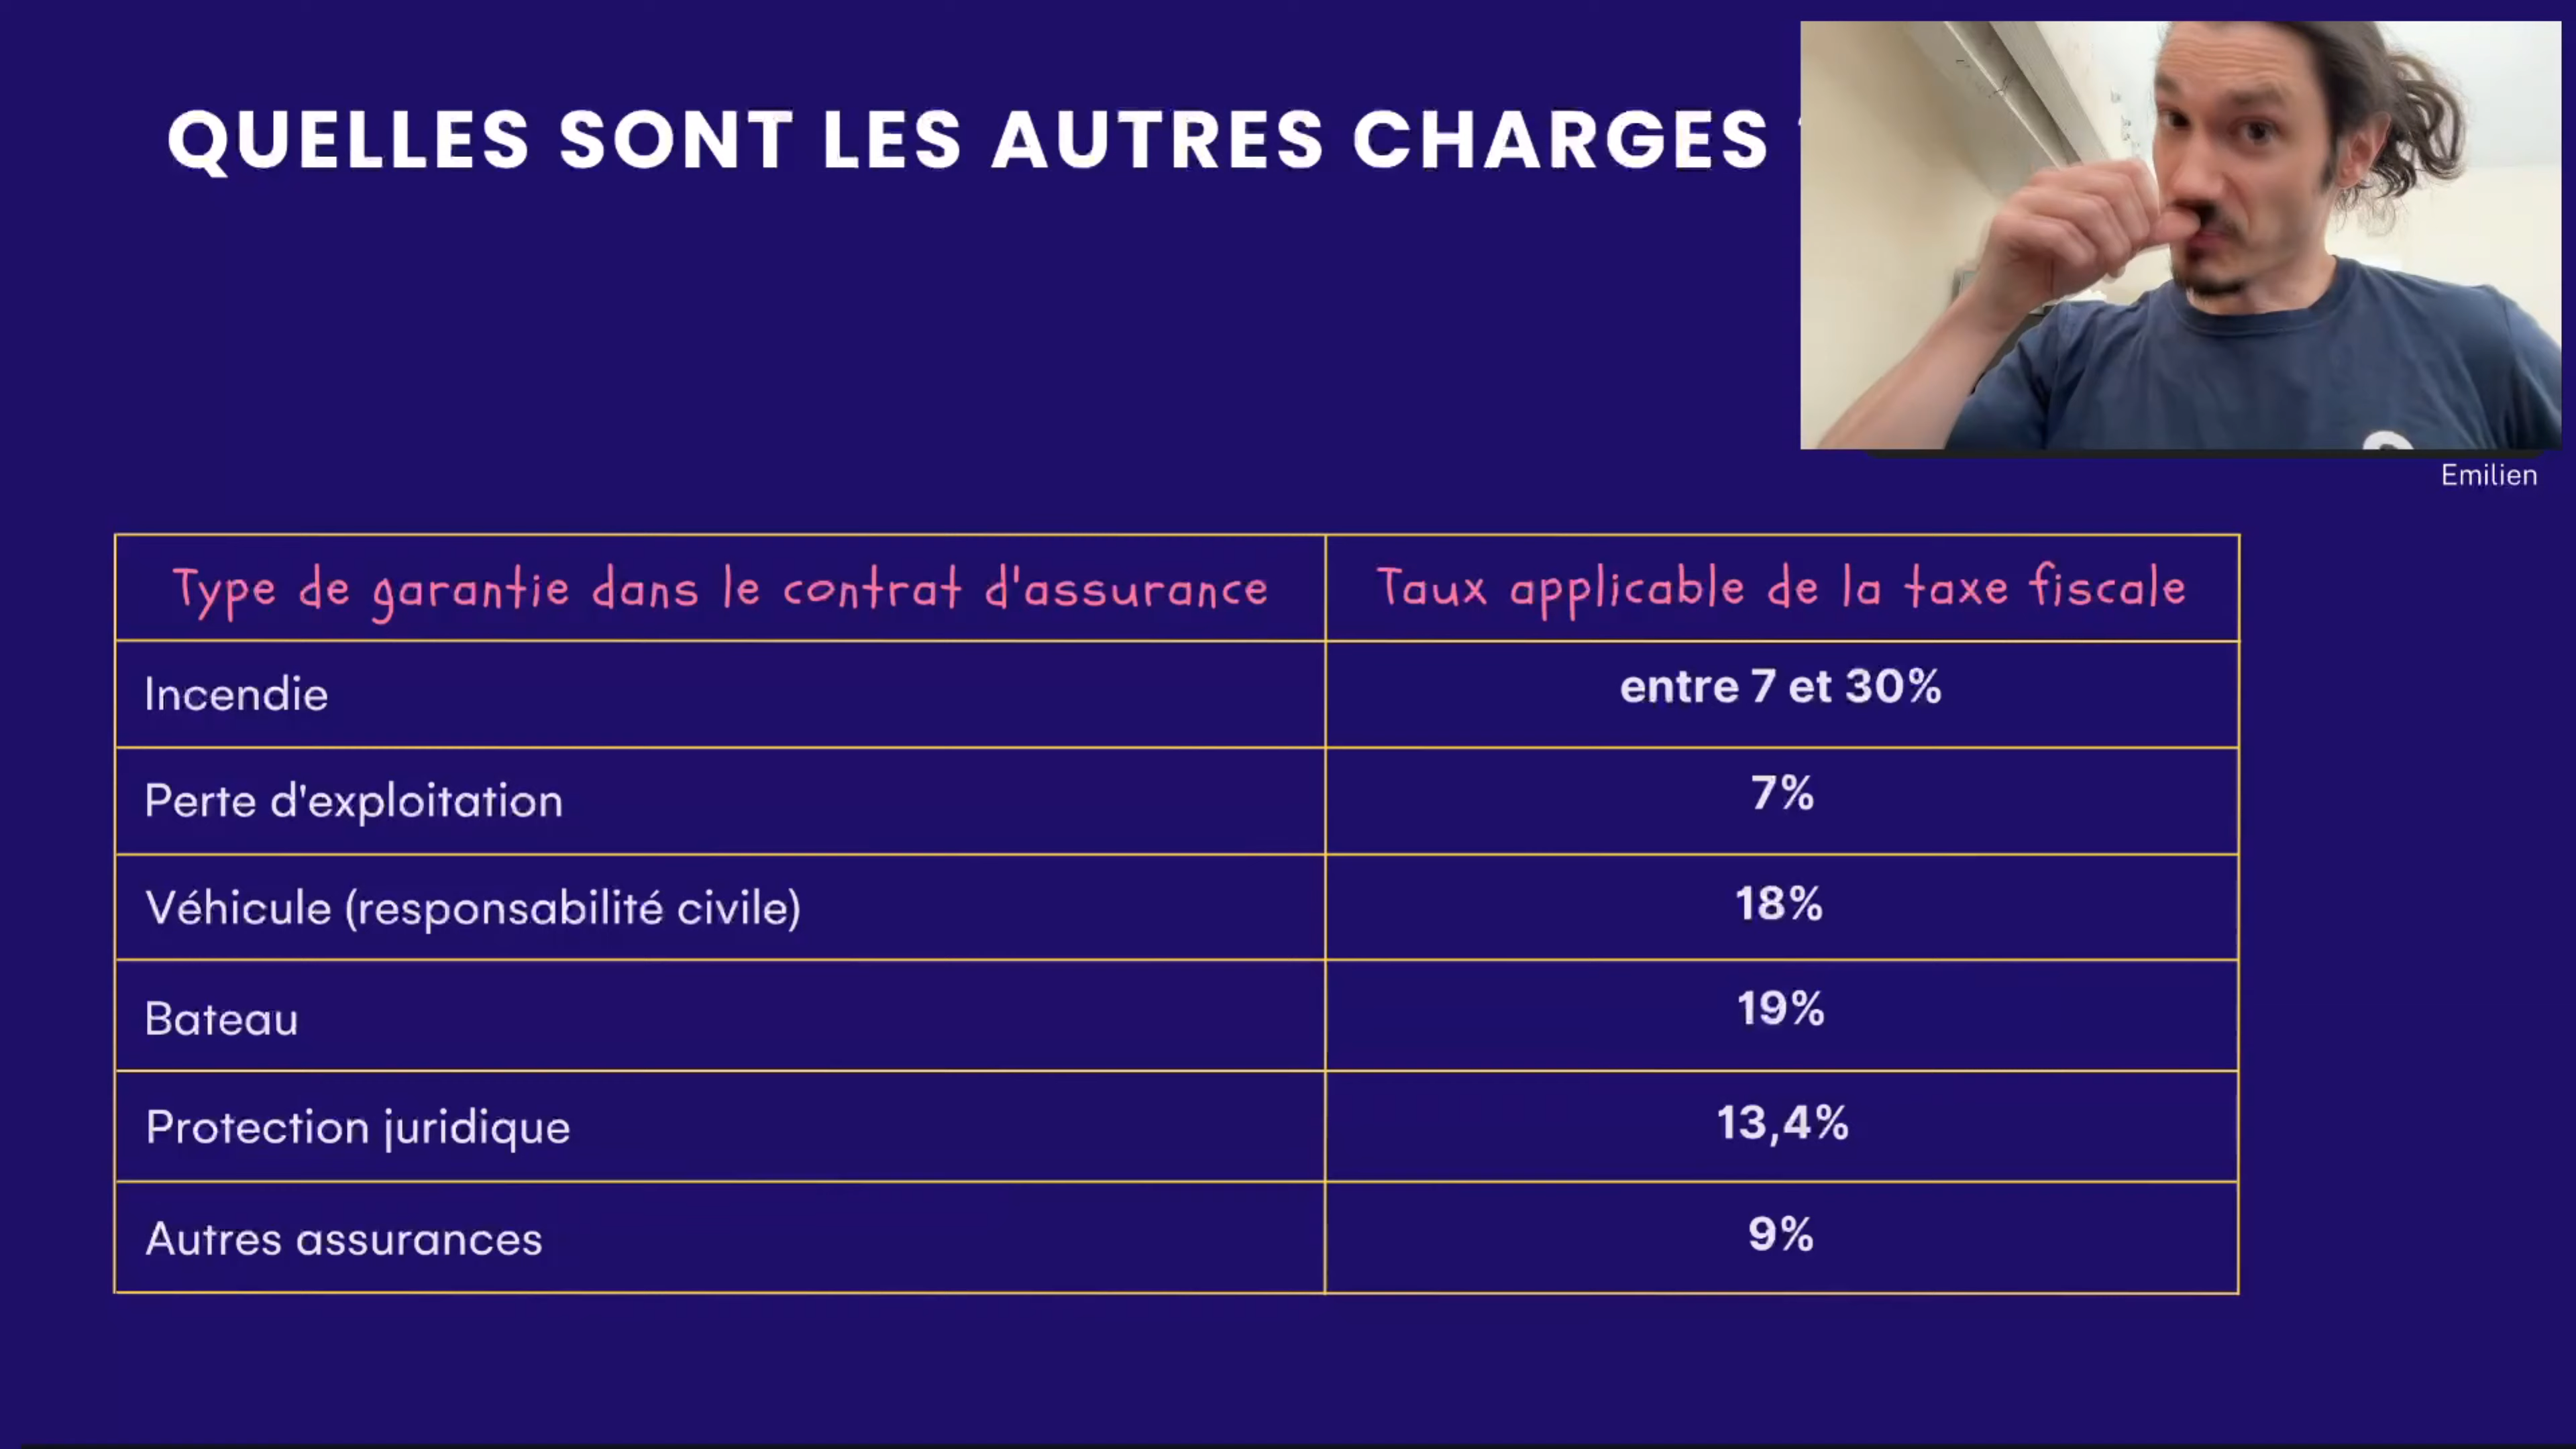 QUELLES SONT LES AUTRES CHARGES
Emilien
Type de garantie dans le contrat d'assurance
Taux applicable de la taxe fiscale
Incendie
entre 7 et 30%
Perte d'exploitation
7%
Véhicule (responsabilité civile)
18%
Bateau
19%
Protection juridique
13,4%
Autres assurances
9%